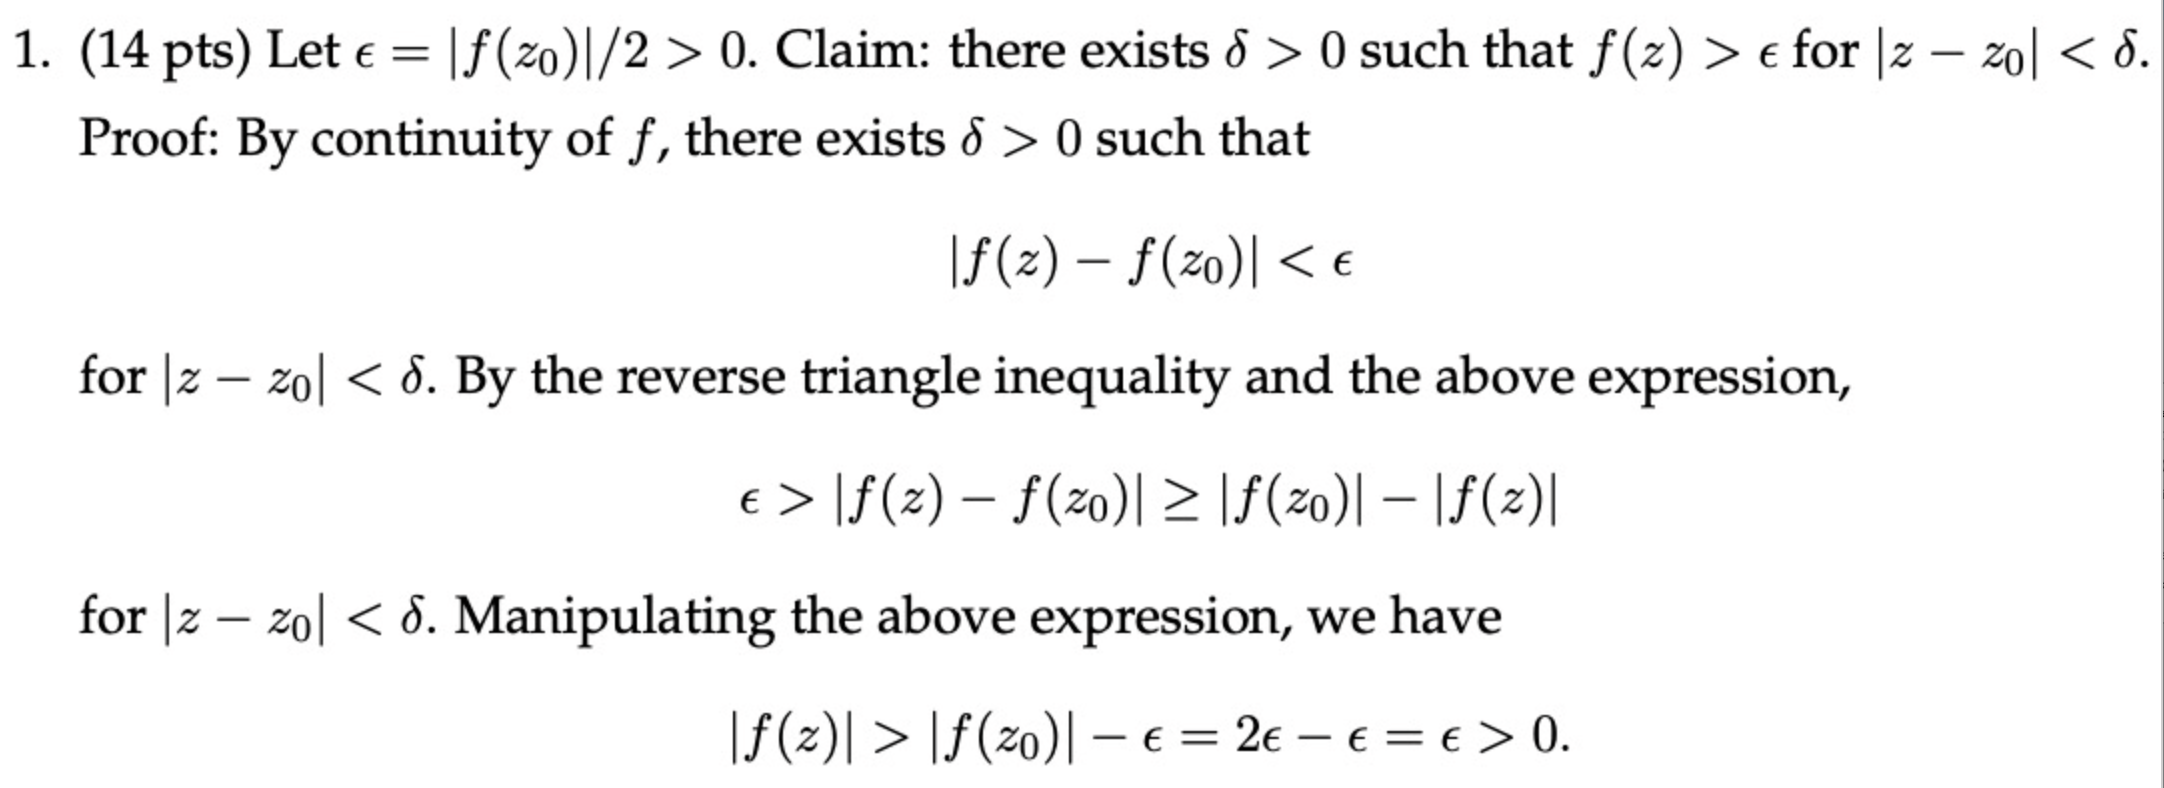 1. (14 pts) Let ϵ = |f(z₀)|/2 > 0. Claim: there exists δ > 0 such that f(z) > ϵ for |z − z₀| < δ.
Proof: By continuity of f, there exists δ > 0 such that
|f(z) − f(z₀)| < ϵ
for |z − z₀| < δ. By the reverse triangle inequality and the above expression,
ϵ > |f(z) − f(z₀)| ≥ |f(z₀)| − |f(z)|
for |z − z₀| < δ. Manipulating the above expression, we have
|f(z)| > |f(z₀)| − ϵ = 2ϵ − ϵ = ϵ > 0.